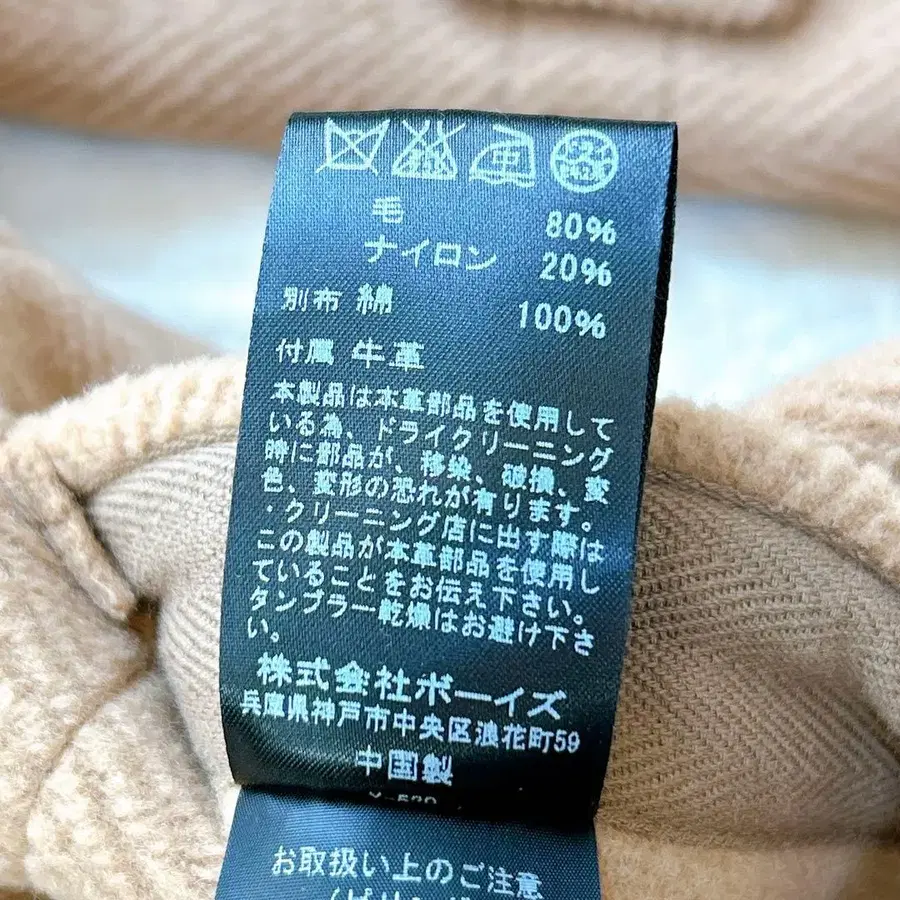 中
ドライ
毛 80%
ナイロン 20%
別布 綿 100%
付属 牛革
本製品は本革部品を使用して
いる為、ドライクリーニング
時に部品が、移染、破損、変
色、変形の恐れが有ります。
・クリーニング店に出す際は
この製品が本革部品を使用し
ていることをお伝え下さい。
タンブラー乾燥はお避け下さ
い。
株式会社ボーイズ
兵庫県神戸市中央区浪花町59
中国製
お取扱い上のご注意